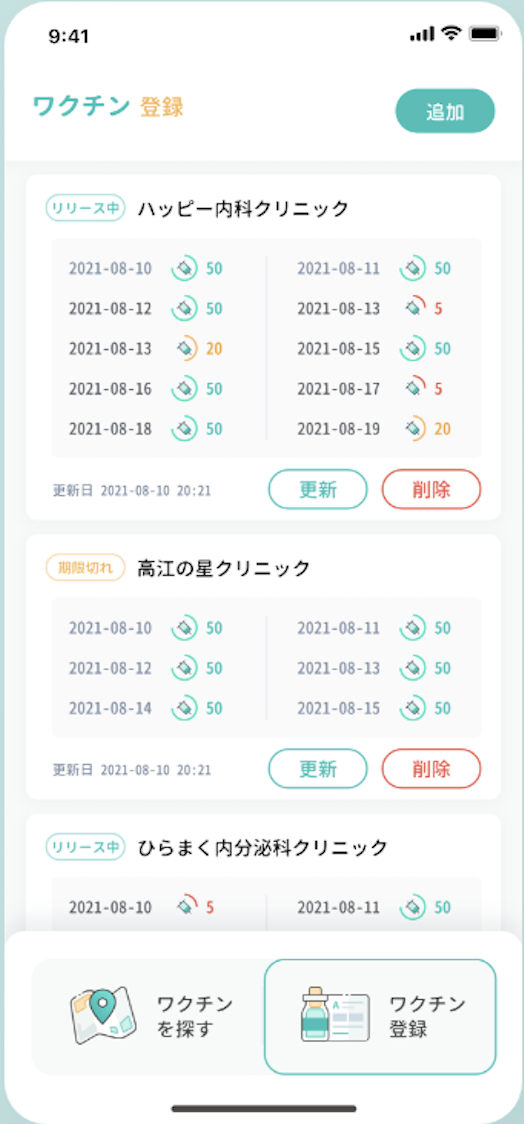 9:41
ワクチン 登録
追加
リリース中 ハッピー内科クリニック
2021-08-10 50 2021-08-11 50
2021-08-12 50 2021-08-13 5
2021-08-13 20 2021-08-15 50
2021-08-16 50 2021-08-17 5
2021-08-18 50 2021-08-19 20
更新日 2021-08-10 20:21 更新 削除
期限切れ 高江の星クリニック
2021-08-10 50 2021-08-11 50
2021-08-12 50 2021-08-13 50
2021-08-14 50 2021-08-15 50
更新日 2021-08-10 20:21 更新 削除
リリース中 ひらまく内分泌科クリニック
2021-08-10 5 2021-08-11 50
ワクチン
を探す
A
ワクチン
登録